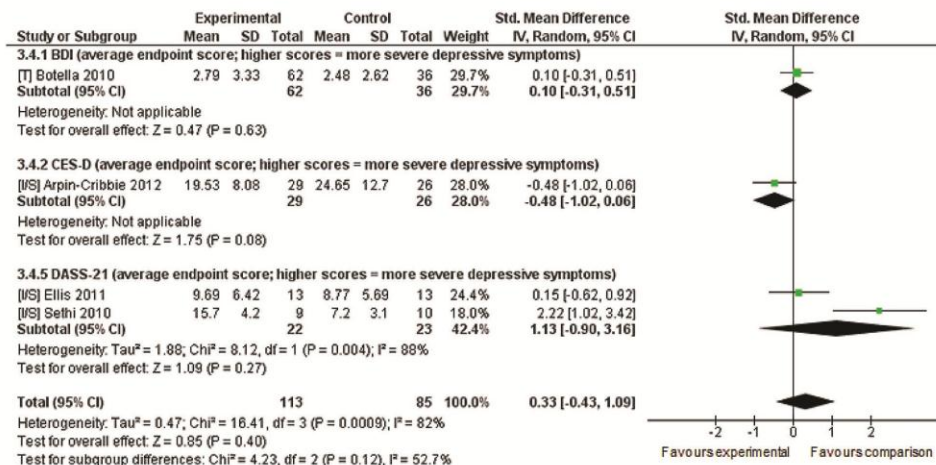 Experimental Control Std. Mean Difference Std. Mean Difference
Study or Subgroup Mean SD Total Mean SD Total Weight IV, Random, 95% CI IV, Random, 95% CI
3.4.1 BDI (average endpoint score; higher scores = more severe depressive symptoms)
[T] Botella 2010 2.79 3.33 62 2.48 2.62 36 29.7% 0.10 [-0.31, 0.51]
Subtotal (95% CI) 62 36 29.7% 0.10 [-0.31, 0.51]
Heterogeneity: Not applicable
Test for overall effect: Z = 0.47 (P = 0.63)
3.4.2 CES-D (average endpoint score; higher scores = more severe depressive symptoms)
[I/S] Arpin-Cribbie 2012 19.53 8.08 29 24.65 12.7 26 28.0% -0.48 [-1.02, 0.06]
Subtotal (95% CI) 29 26 28.0% -0.48 [-1.02, 0.06]
Heterogeneity: Not applicable
Test for overall effect: Z = 1.75 (P = 0.08)
3.4.5 DASS-21 (average endpoint score; higher scores = more severe depressive symptoms)
[I/S] Ellis 2011 9.69 6.42 13 8.77 5.69 13 24.4% 0.15 [-0.62, 0.92]
[I/S] Sethi 2010 15.7 4.2 9 7.2 3.1 10 18.0% 2.22 [1.02, 3.42]
Subtotal (95% CI) 22 23 42.4% 1.13 [-0.90, 3.16]
Heterogeneity: Tau² = 1.88; Chi² = 8.12, df = 1 (P = 0.004); I² = 88%
Test for overall effect: Z = 1.09 (P = 0.27)
Total (95% CI) 113 85 100.0% 0.33 [-0.43, 1.09]
Heterogeneity: Tau² = 0.47; Chi² = 16.41, df = 3 (P = 0.0009); I² = 82%
Test for overall effect: Z = 0.85 (P = 0.40)
Test for subgroup differences: Chi² = 4.23, df = 2 (P = 0.12), I² = 52.7%
-2 -1 0 1 2
Favours experimental Favours comparison